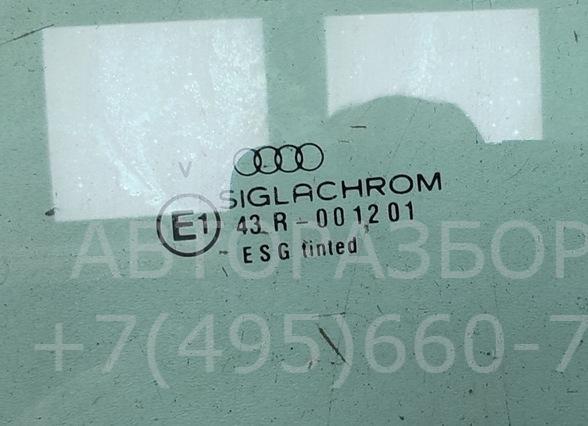 V
SIGLACHROM
E1 43 R - 001201
ESG tinted
АВТОРАЗБОР
+7(495)660-7